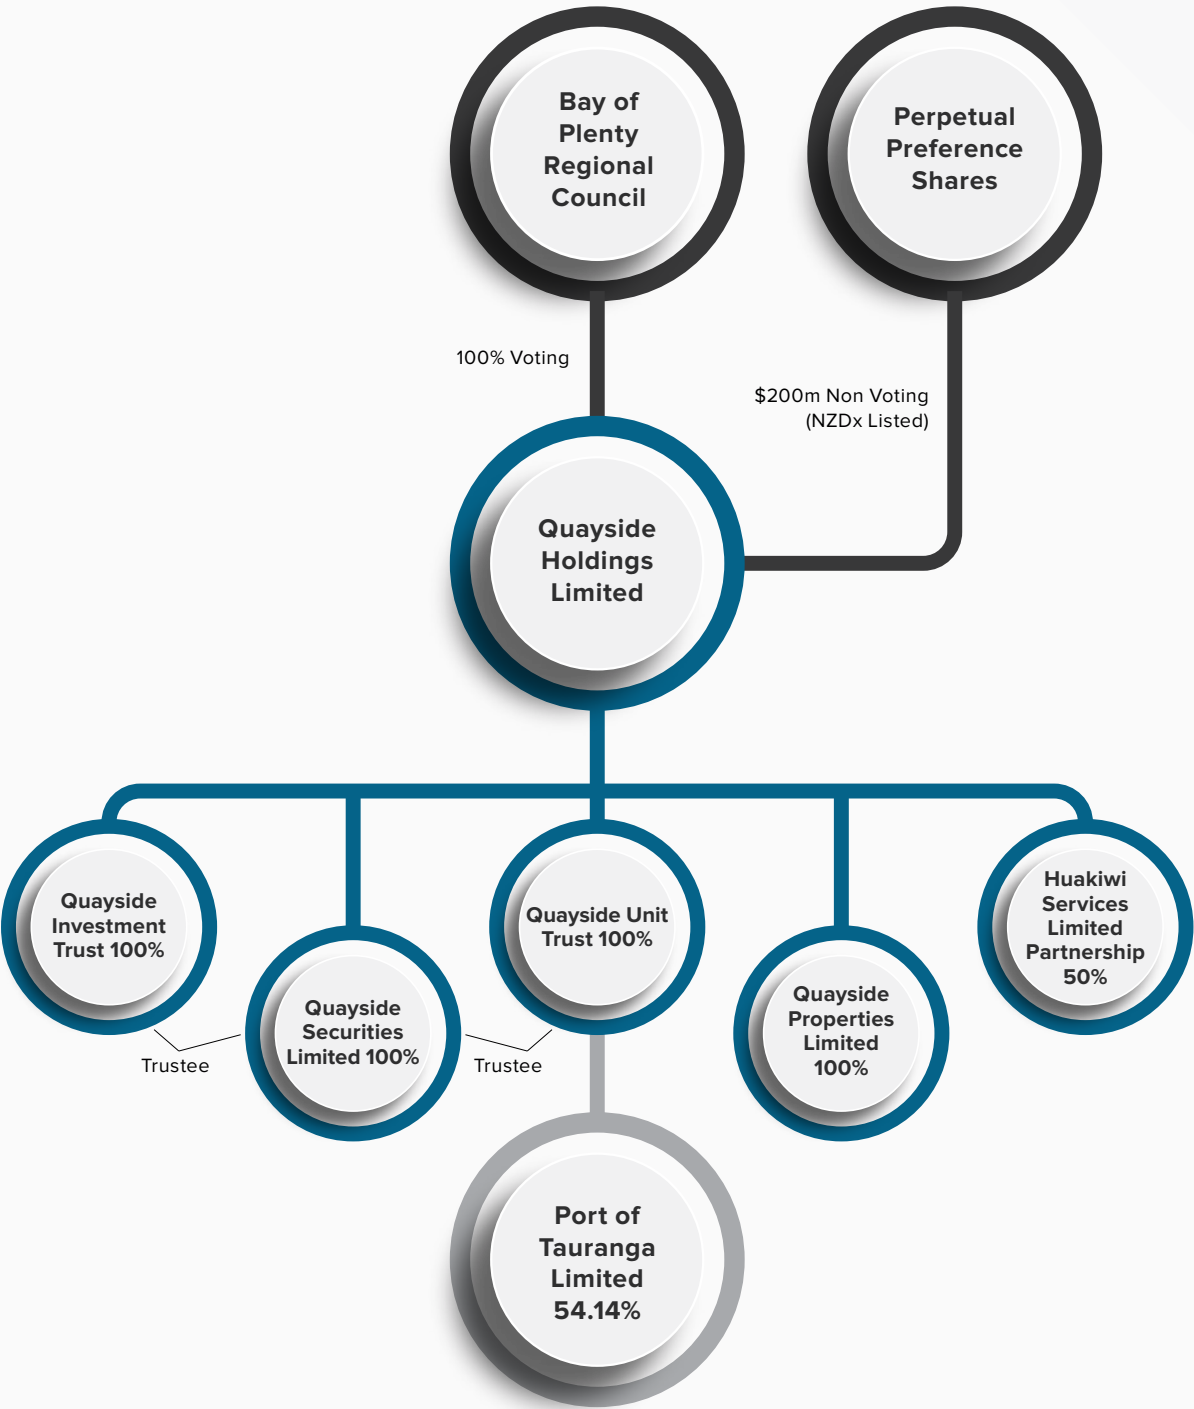 Bay of
Plenty
Regional
Council
Perpetual
Preference
Shares
100% Voting
$200m Non Voting
(NZDx Listed)
Quayside
Holdings
Limited
Quayside
Investment
Trust 100%
Quayside
Securities
Limited 100%
Quayside Unit
Trust 100%
Quayside
Properties
Limited
100%
Huakiwi
Services
Limited
Partnership
50%
Trustee
Trustee
Port of
Tauranga
Limited
54.14%